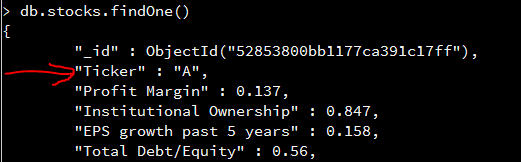 > db.stocks.findOne()
{
"_id" : ObjectId("52853800bb1177ca391c17ff"),
"Ticker" : "A",
"Profit Margin" : 0.137,
"Institutional Ownership" : 0.847,
"EPS growth past 5 years" : 0.158,
"Total Debt/Equity" : 0.56,